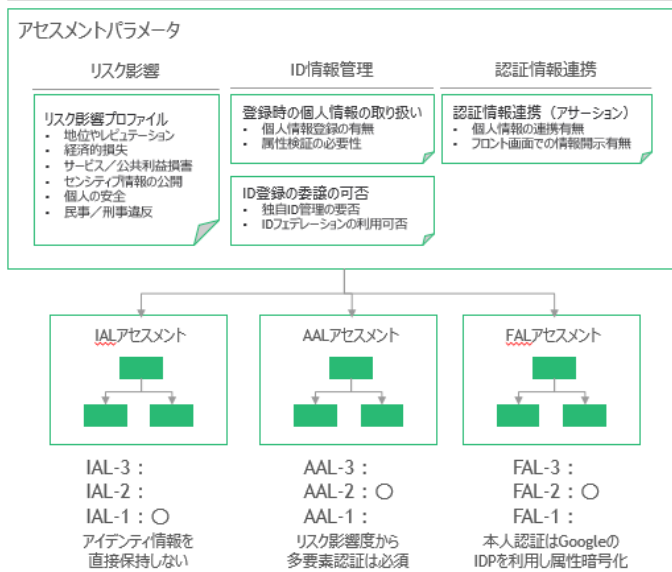 アセスメントパラメータ
リスク影響
ID情報管理
認証情報連携
リスク影響プロファイル
• 地位やレピュテーション
• 経済的損失
• サービス／公共利益損害
• センシティブ情報の公開
• 個人の安全
• 民事／刑事違反
登録時の個人情報の取り扱い
• 個人情報登録の有無
• 属性検証の必要性
ID登録の委譲の可否
• 独自ID管理の要否
• IDフェデレーションの利用可否
認証情報連携（アサーション）
• 個人情報の連携有無
• フロント画面での情報開示有無
IALアセスメント
AALアセスメント
FALアセスメント
IAL-3：
IAL-2：
IAL-1：〇
アイデンティ情報を
直接保持しない
AAL-3：
AAL-2：〇
AAL-1：
リスク影響度から
多要素認証は必須
FAL-3：
FAL-2：〇
FAL-1：
本人認証はGoogleの
IDPを利用し属性暗号化